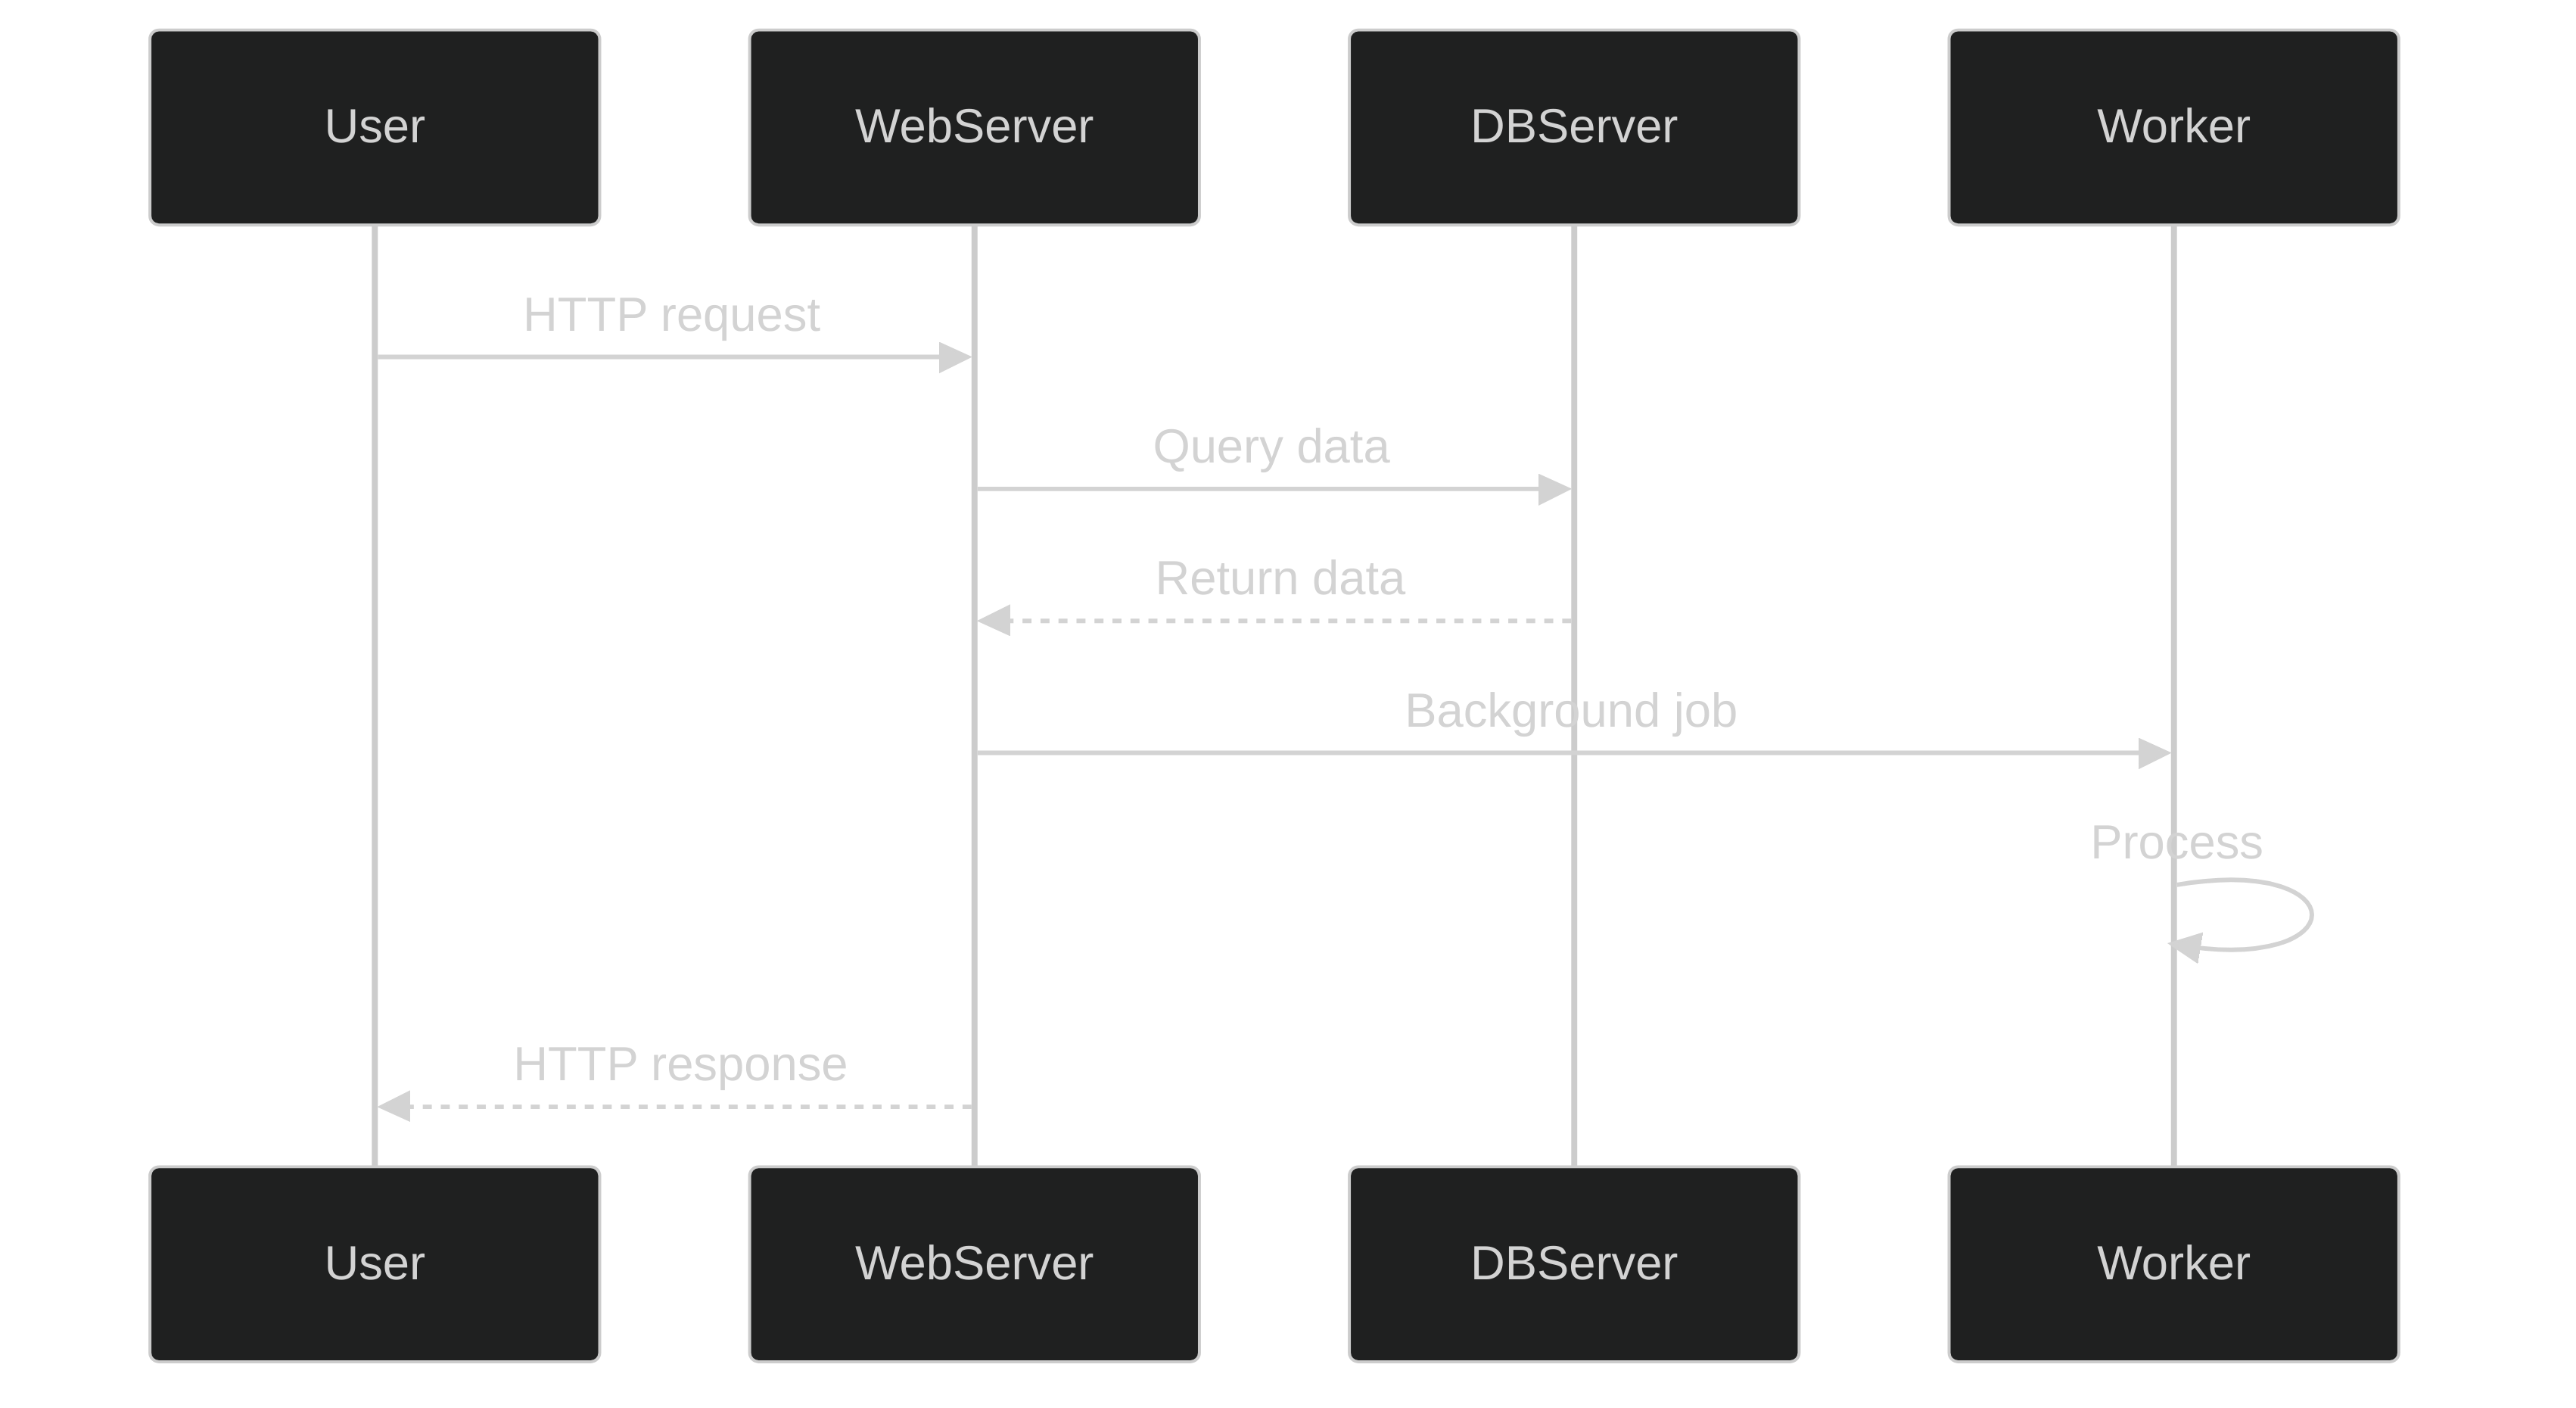 User
WebServer
DBServer
Worker
HTTP request
Query data
Return data
Background job
Process
HTTP response
User
WebServer
DBServer
Worker